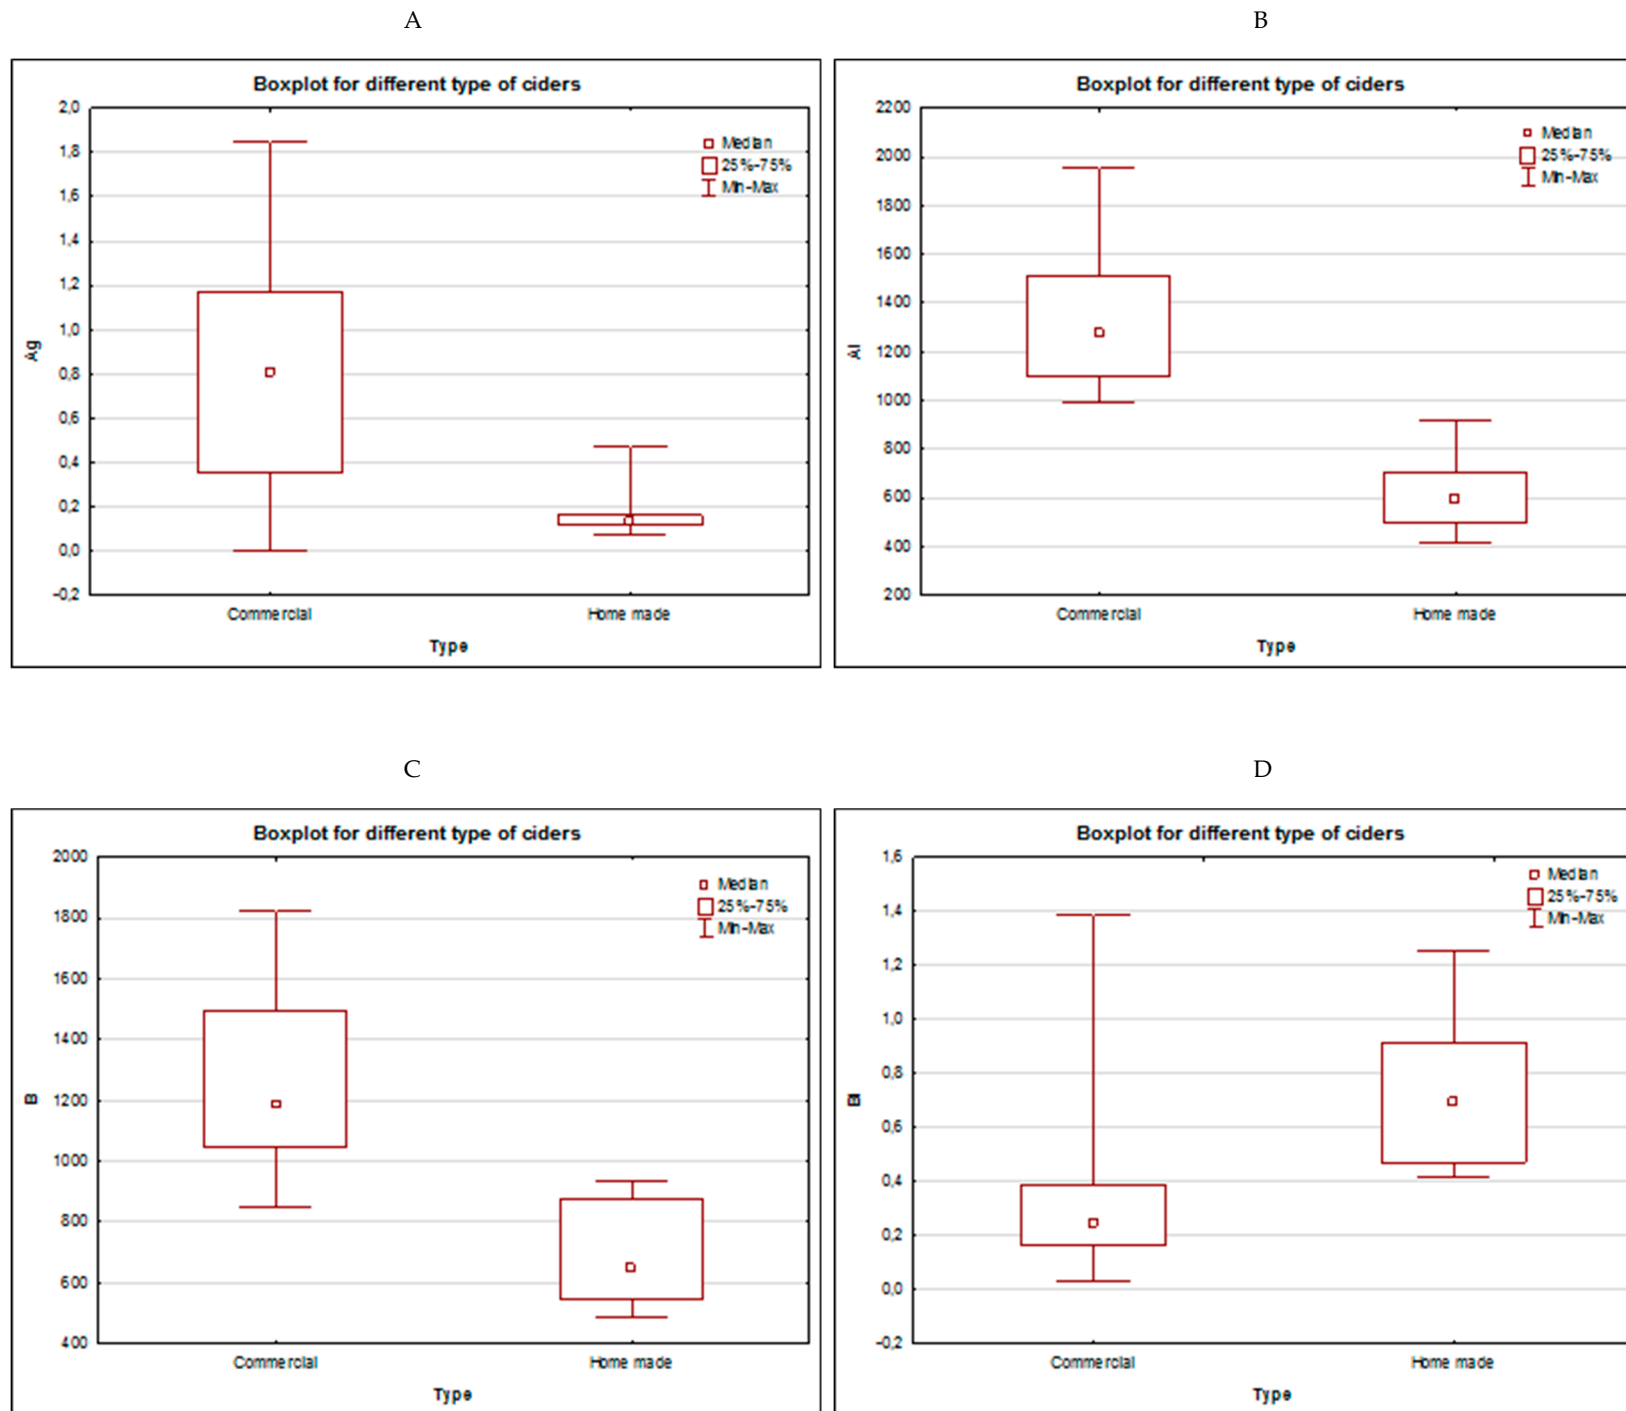 A
Boxplot for different type of ciders
2,0
1,8
1,6
1,4
1,2
1,0
0,8
0,6
0,4
0,2
0,0
-0,2
Ag
Median
25%-75%
Min-Max
Commercial
Home made
Type
B
Boxplot for different type of ciders
2200
2000
1800
1600
1400
1200
1000
800
600
400
200
Al
Median
25%-75%
Min-Max
Commercial
Home made
Type
C
Boxplot for different type of ciders
2000
1800
1600
1400
1200
1000
800
600
400
B
Median
25%-75%
Min-Max
Commercial
Home made
Type
D
Boxplot for different type of ciders
1,6
1,4
1,2
1,0
0,8
0,6
0,4
0,2
0,0
-0,2
Bi
Median
25%-75%
Min-Max
Commercial
Home made
Type